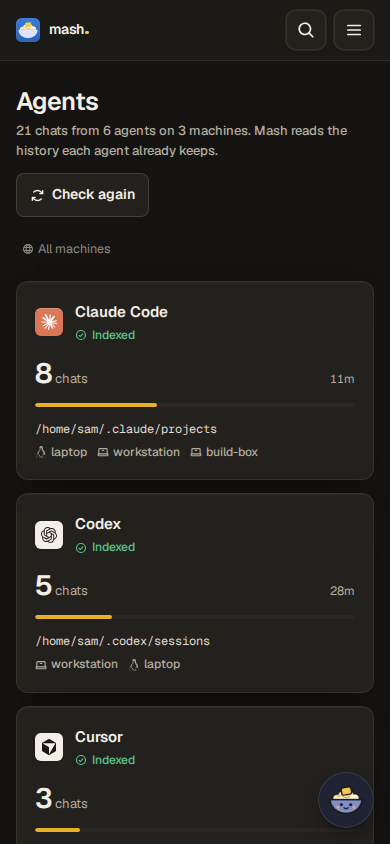 mash.
Agents
21 chats from 6 agents on 3 machines. Mash reads the
history each agent already keeps.
Check again
All machines
Claude Code
Indexed
8 chats
11m
/home/sam/.claude/projects
laptop workstation build-box
Codex
Indexed
5 chats
28m
/home/sam/.codex/sessions
workstation laptop
Cursor
Indexed
3 chats